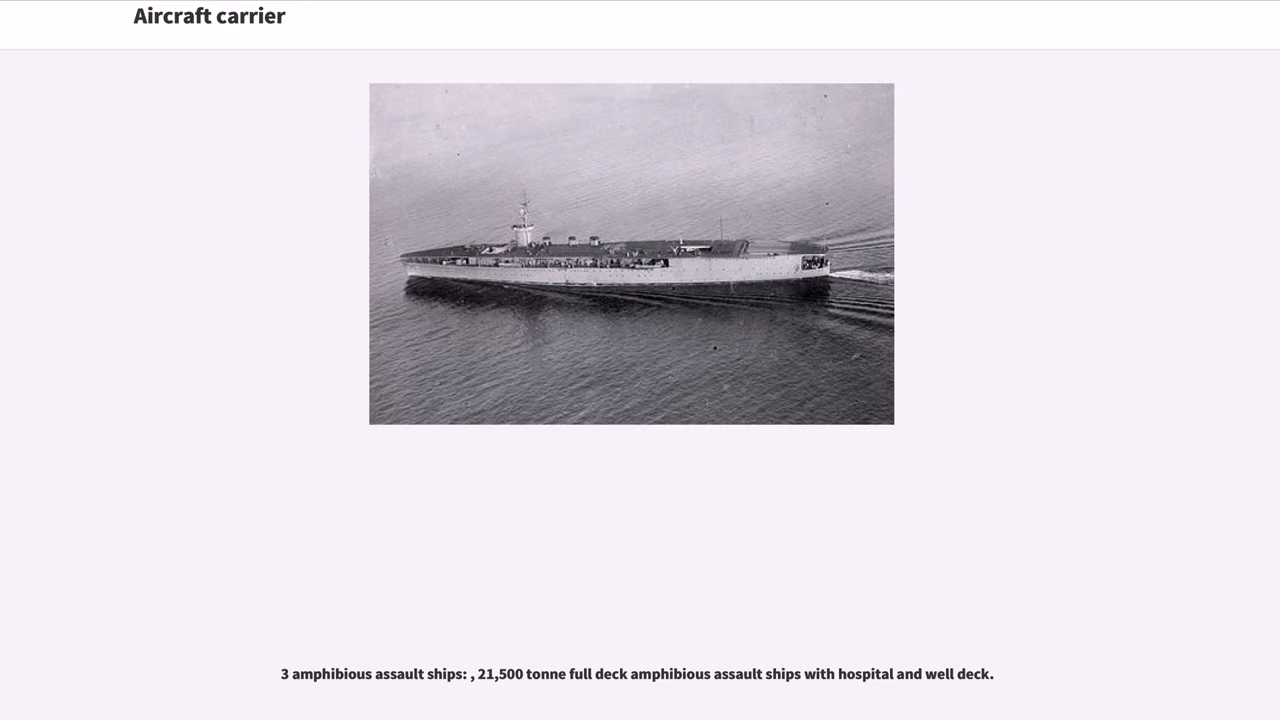 Aircraft carrier
3 amphibious assault ships: , 21,500 tonne full deck amphibious assault ships with hospital and well deck.